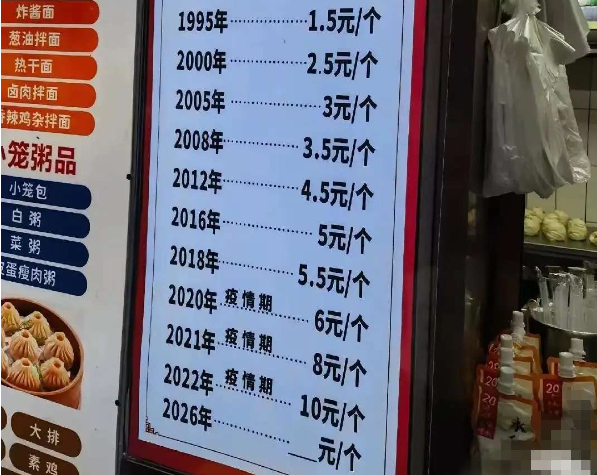 炸酱面
葱油拌面
热干面
卤肉拌面
辣鸡杂拌面
小笼粥品
小笼包
白粥
菜粥
皮蛋瘦肉粥
大排
素鸡
1995年 1.5元/个
2000年 2.5元/个
2005年 3元/个
2008年 3.5元/个
2012年 4.5元/个
2016年 5元/个
2018年 5.5元/个
2020年 疫情期 6元/个
2021年 疫情期 8元/个
2022年 疫情期 10元/个
2026年 __元/个
20
20
20